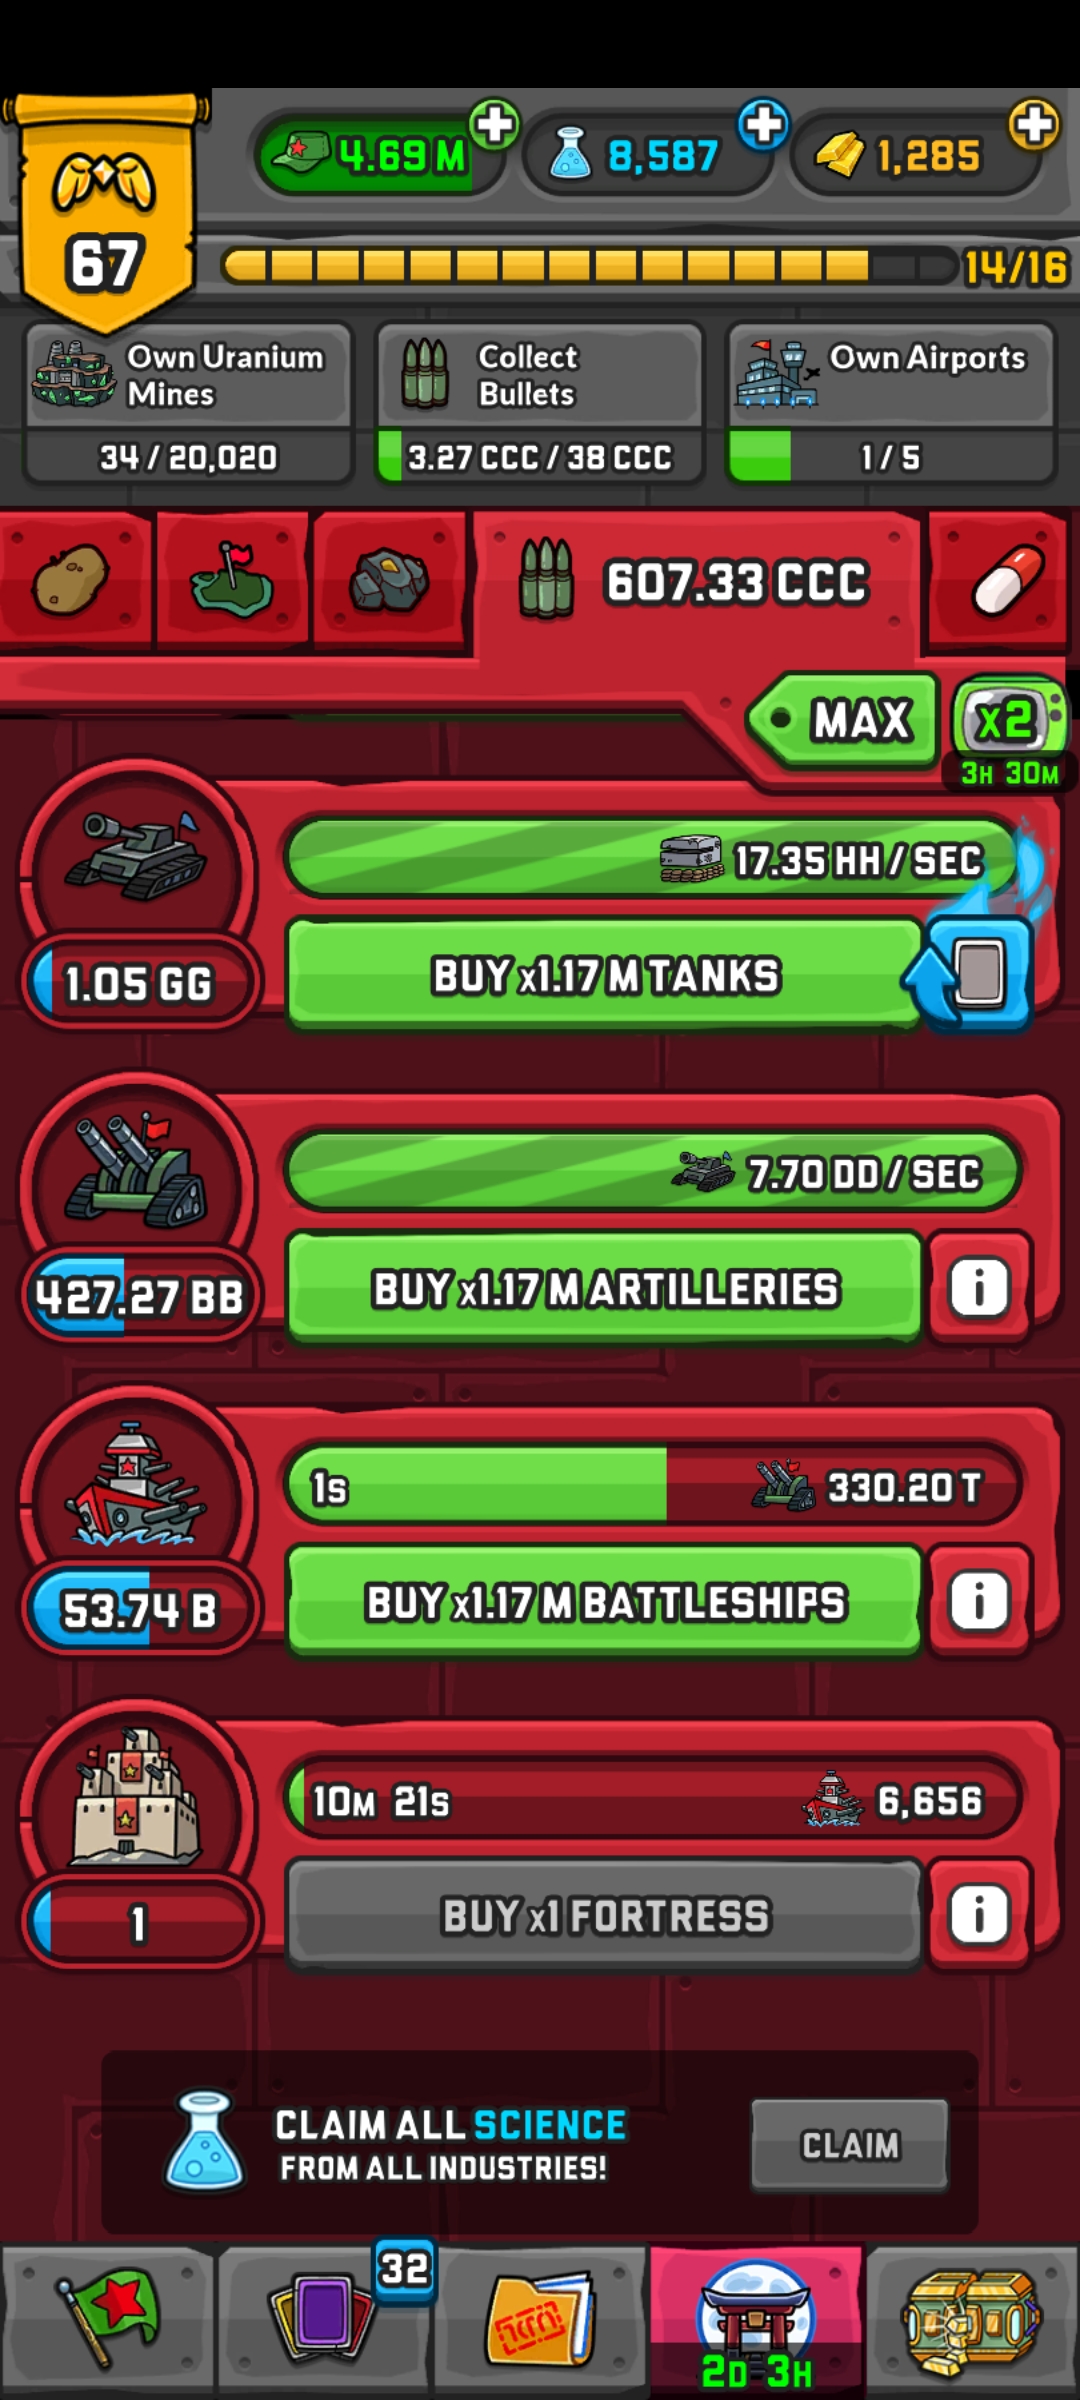 4.69 M
8,587
1,285
67
14/16
Own Uranium
Mines
34 / 20,020
Collect
Bullets
3.27 CCC / 38 CCC
Own Airports
1 / 5
607.33 CCC
MAX
x2
3H 30M
17.35 HH / SEC
1.05 GG
BUY x1.17 M TANKS
7.70 DD / SEC
427.27 BB
BUY x1.17 M ARTILLERIES
i
1s
330.20 T
53.74 B
BUY x1.17 M BATTLESHIPS
i
10M 21s
6,656
1
BUY x1 FORTRESS
i
CLAIM ALL SCIENCE
FROM ALL INDUSTRIES!
CLAIM
32
2D 3H